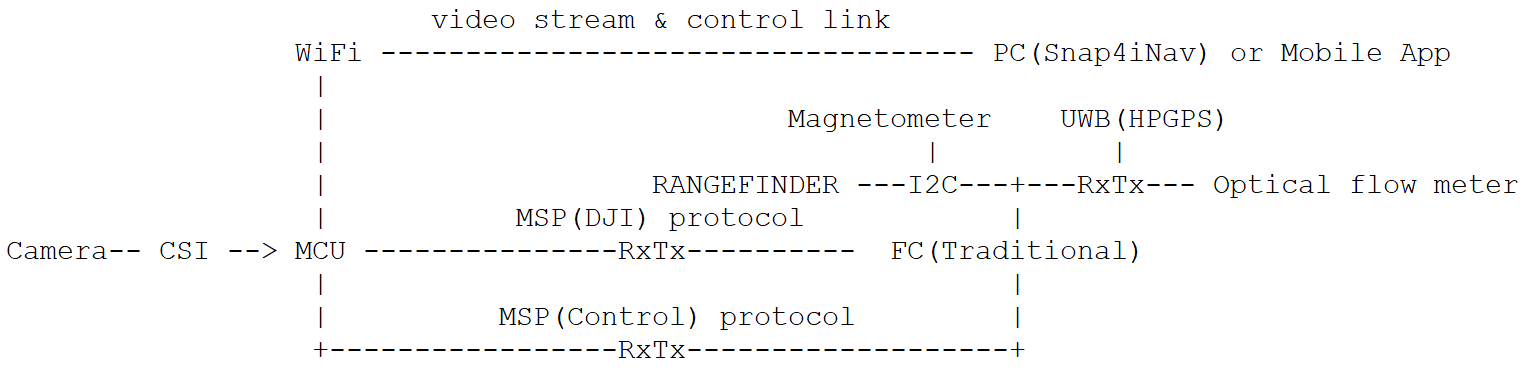 video stream & control link
WiFi ----------------------------------- PC(Snap4iNav) or Mobile App
|
| Magnetometer UWB(HPGPS)
| | |
| RANGEFINDER ---I2C---+---RxTx--- Optical flow meter
| MSP(DJI) protocol |
Camera-- CSI --> MCU ---------------RxTx---------- FC(Traditional)
| |
| MSP(Control) protocol |
+-----------------RxTx-------------------+